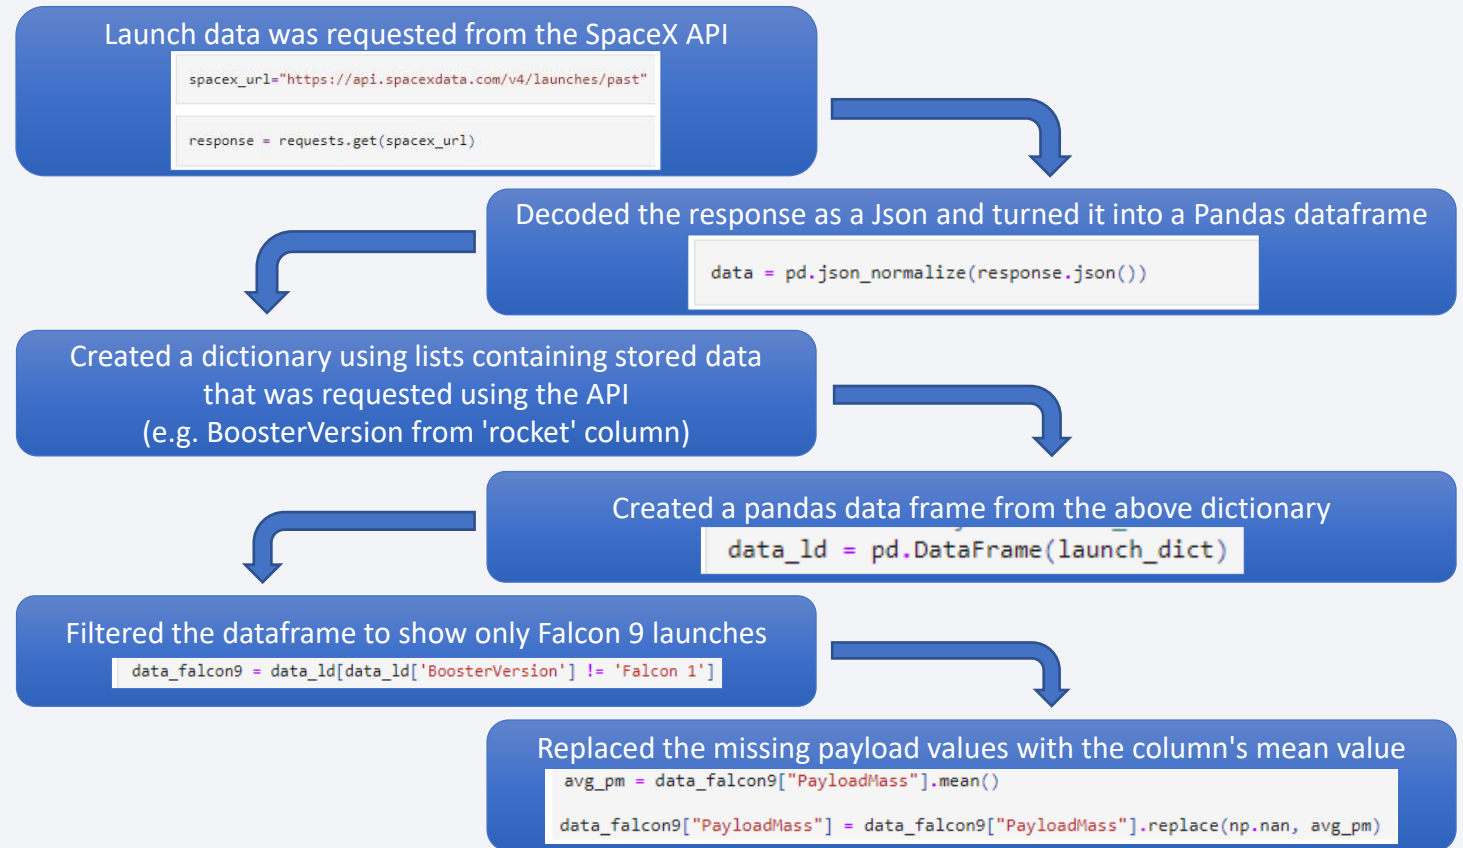 Launch data was requested from the SpaceX API
spacex_url="https://api.spacexdata.com/v4/launches/past"
response = requests.get(spacex_url)
Decoded the response as a Json and turned it into a Pandas dataframe
data = pd.json_normalize(response.json())
Created a dictionary using lists containing stored data
that was requested using the API
(e.g. BoosterVersion from 'rocket' column)
Created a pandas data frame from the above dictionary
data_ld = pd.DataFrame(launch_dict)
Filtered the dataframe to show only Falcon 9 launches
data_falcon9 = data_ld[data_ld['BoosterVersion'] != 'Falcon 1']
Replaced the missing payload values with the column's mean value
avg_pm = data_falcon9["PayloadMass"].mean()
data_falcon9["PayloadMass"] = data_falcon9["PayloadMass"].replace(np.nan, avg_pm)